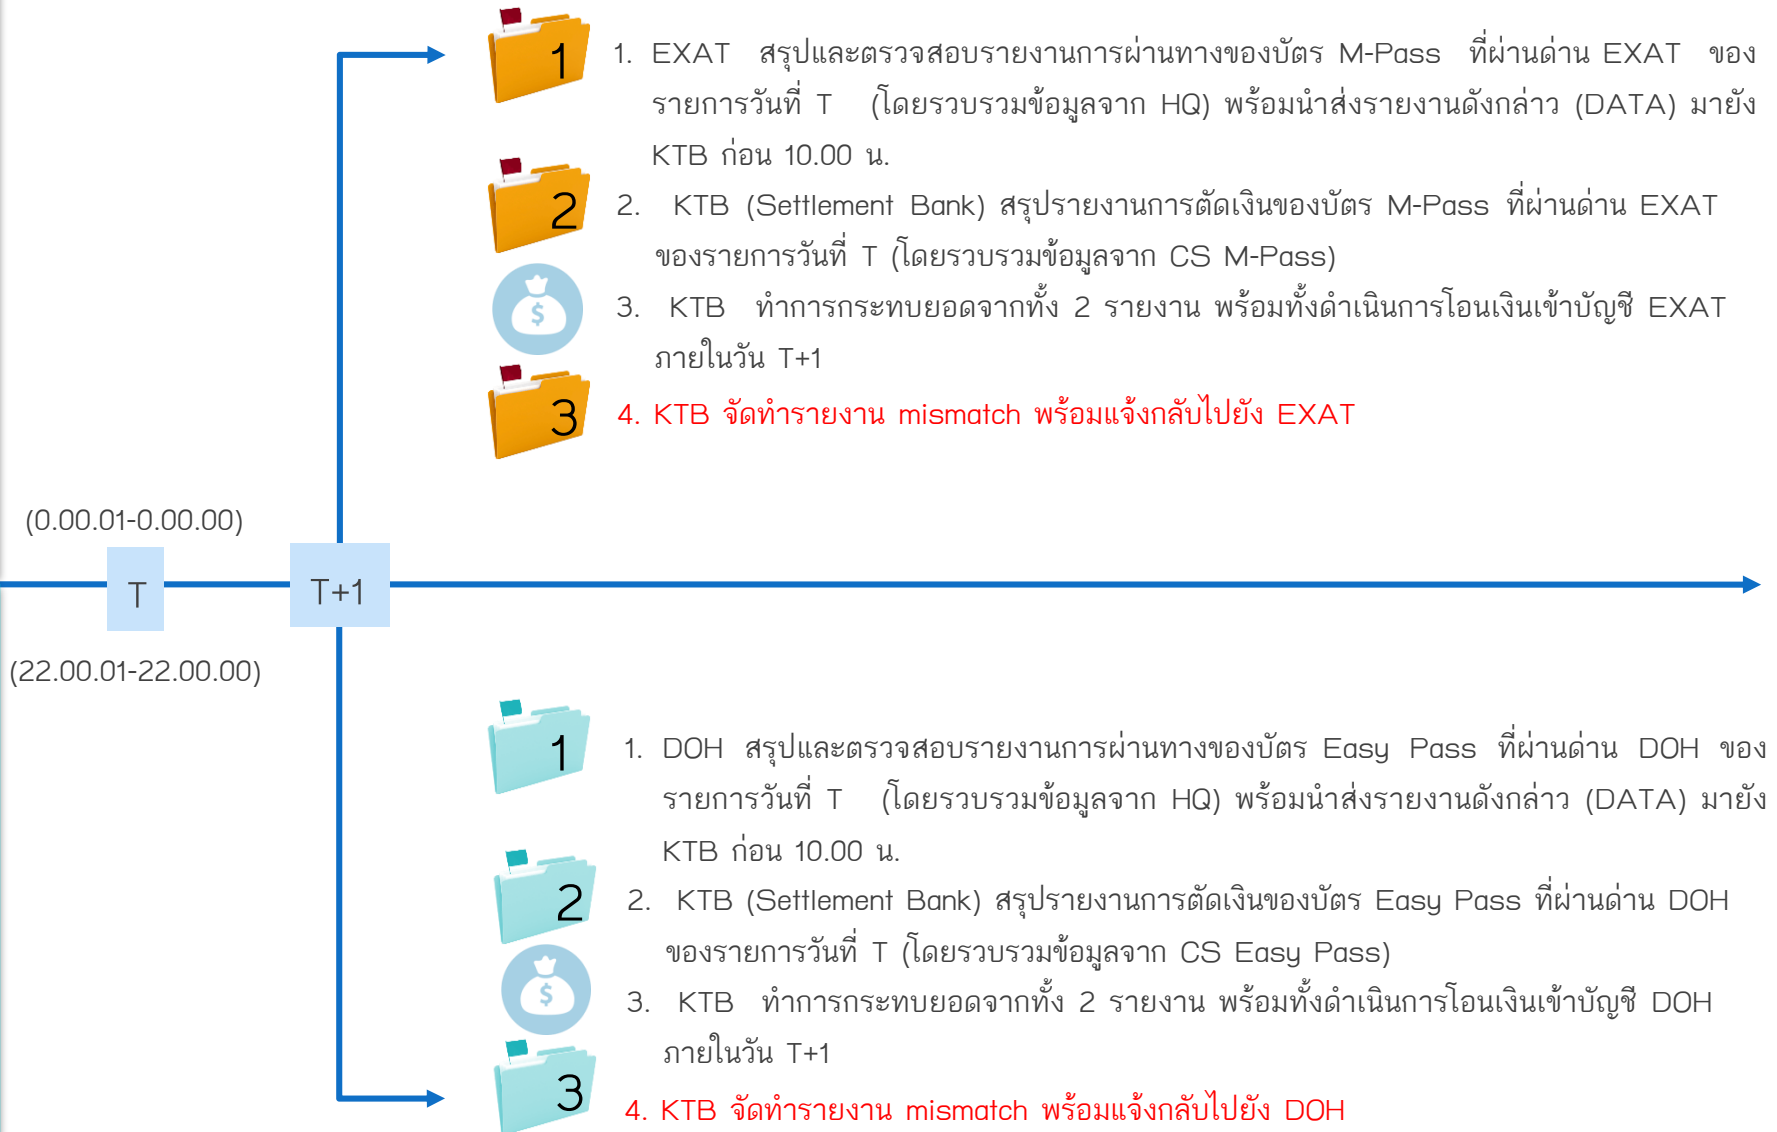 1
1. EXAT สรุปและตรวจสอบรายงานการผ่านทางของบัตร M-Pass ที่ผ่านด่าน EXAT ของ
รายการวันที่ T (โดยรวบรวมข้อมูลจาก HQ) พร้อมนำส่งรายงานดังกล่าว (DATA) มายัง
KTB ก่อน 10.00 น.
2
2. KTB (Settlement Bank) สรุปรายงานการตัดเงินของบัตร M-Pass ที่ผ่านด่าน EXAT
ของรายการวันที่ T (โดยรวบรวมข้อมูลจาก CS M-Pass)
$
3. KTB ทำการกระทบยอดจากทั้ง 2 รายงาน พร้อมทั้งดำเนินการโอนเงินเข้าบัญชี EXAT
ภายในวัน T+1
3
4. KTB จัดทำรายงาน mismatch พร้อมแจ้งกลับไปยัง EXAT
(0.00.01-0.00.00)
T
T+1
(22.00.01-22.00.00)
1
1. DOH สรุปและตรวจสอบรายงานการผ่านทางของบัตร Easy Pass ที่ผ่านด่าน DOH ของ
รายการวันที่ T (โดยรวบรวมข้อมูลจาก HQ) พร้อมนำส่งรายงานดังกล่าว (DATA) มายัง
KTB ก่อน 10.00 น.
2
2. KTB (Settlement Bank) สรุปรายงานการตัดเงินของบัตร Easy Pass ที่ผ่านด่าน DOH
ของรายการวันที่ T (โดยรวบรวมข้อมูลจาก CS Easy Pass)
$
3. KTB ทำการกระทบยอดจากทั้ง 2 รายงาน พร้อมทั้งดำเนินการโอนเงินเข้าบัญชี DOH
ภายในวัน T+1
3
4. KTB จัดทำรายงาน mismatch พร้อมแจ้งกลับไปยัง DOH